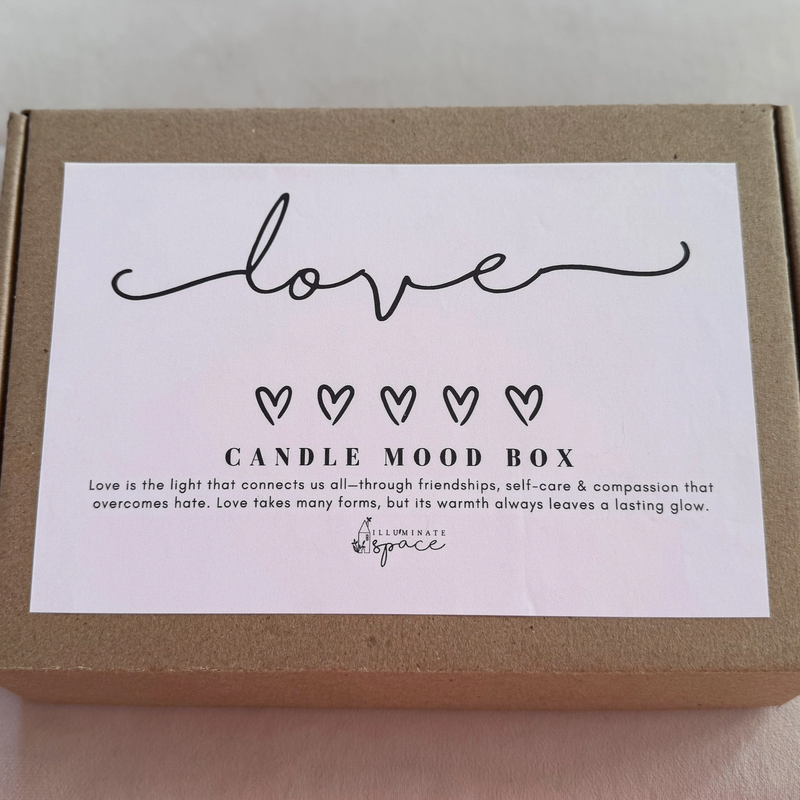 love
CANDLE MOOD BOX
Love is the light that connects us all—through friendships, self-care & compassion that
overcomes hate. Love takes many forms, but its warmth always leaves a lasting glow.
ILLUMINATE
space